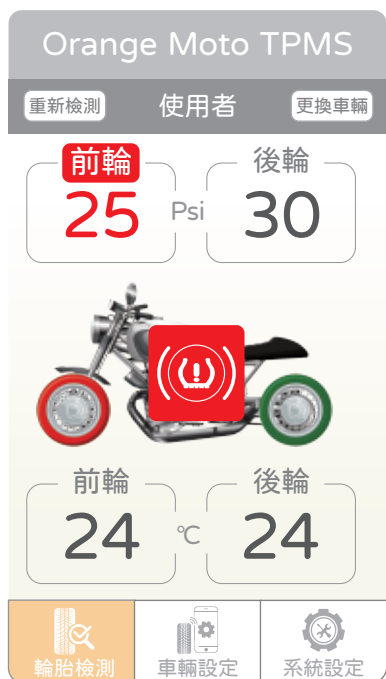 Orange Moto TPMS
重新檢測 使用者 更換車輛
前輪 後輪
25 Psi 30
前輪 後輪
24 ℃ 24
輪胎檢測 車輛設定 系統設定